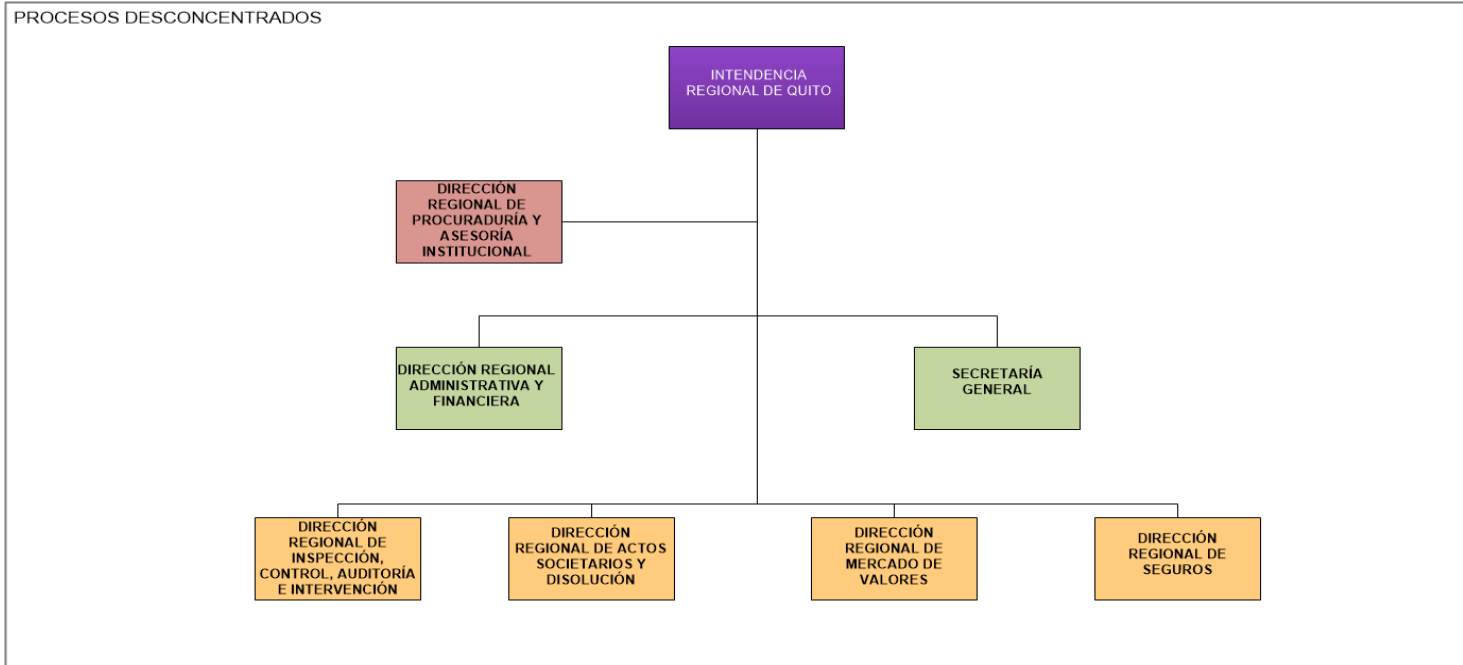 PROCESOS DESCONCENTRADOS
INTENDENCIA
REGIONAL DE QUITO
DIRECCIÓN
REGIONAL DE
PROCURADURÍA Y
ASESORÍA
INSTITUCIONAL
DIRECCIÓN REGIONAL
ADMINISTRATIVA Y
FINANCIERA
SECRETARÍA
GENERAL
DIRECCIÓN
REGIONAL DE
INSPECCIÓN,
CONTROL, AUDITORÍA
E INTERVENCIÓN
DIRECCIÓN
REGIONAL DE ACTOS
SOCIETARIOS Y
DISOLUCIÓN
DIRECCIÓN
REGIONAL DE
MERCADO DE
VALORES
DIRECCIÓN
REGIONAL DE
SEGUROS